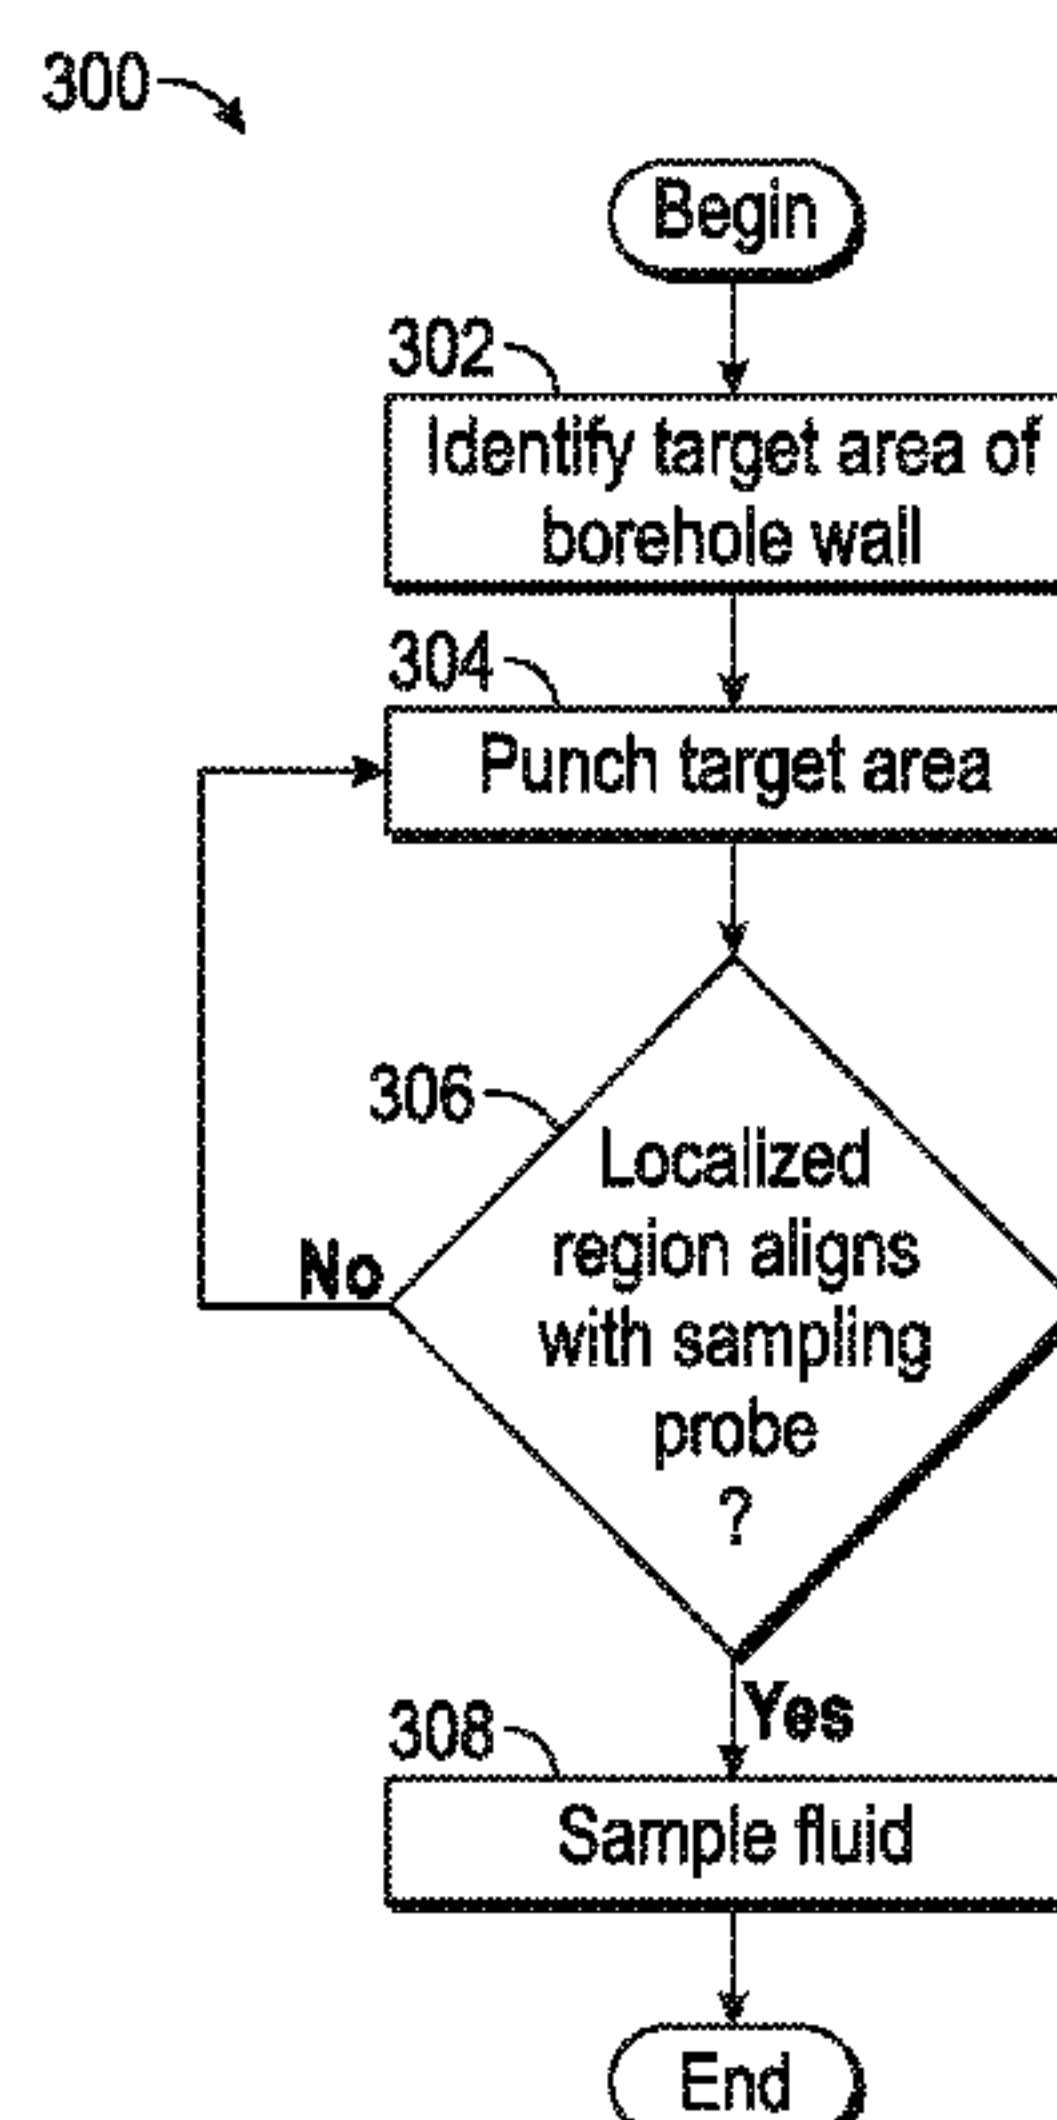 300
Begin
302
Identify target area of
borehole wall
304
Punch target area
306
Localized
region aligns
with sampling
probe
?
No
Yes
308
Sample fluid
End